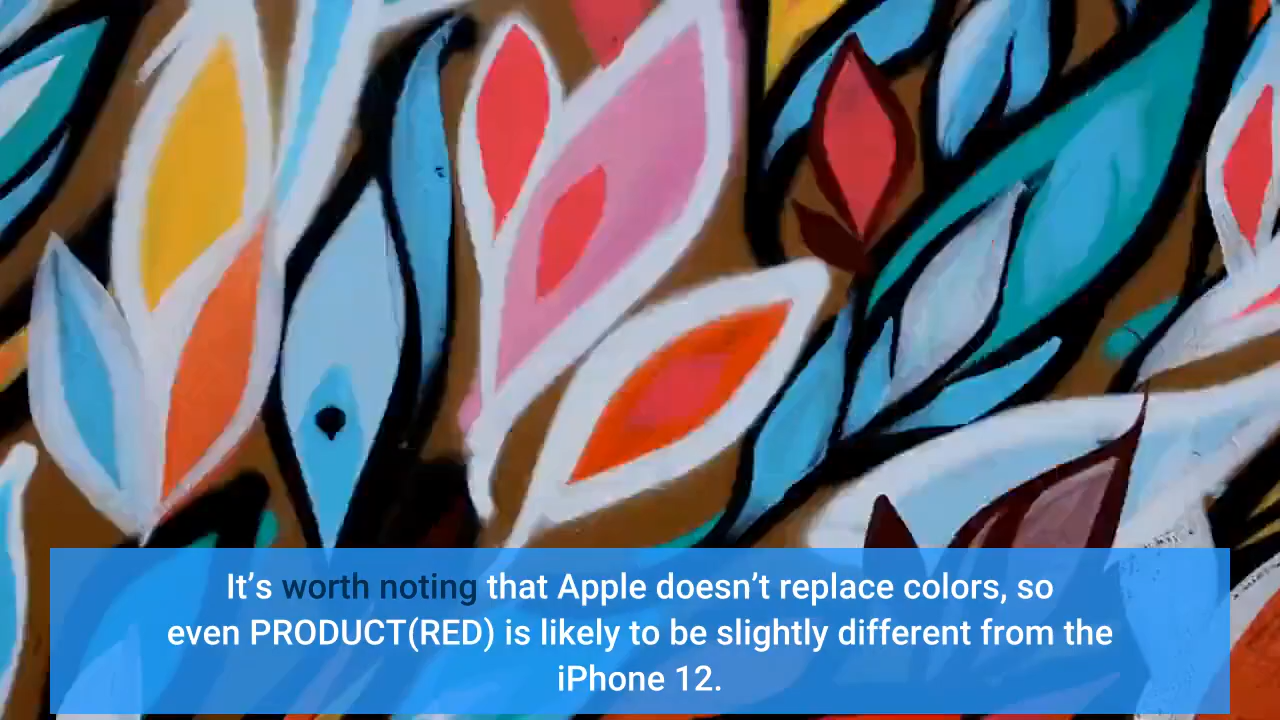 It’s worth noting that Apple doesn’t replace colors, so
even PRODUCT(RED) is likely to be slightly different from the
iPhone 12.